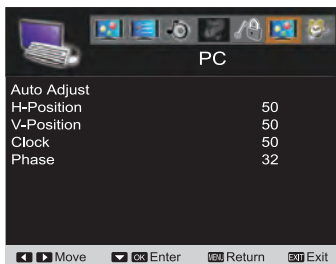 PC
Auto Adjust
H-Position 50
V-Position 50
Clock 50
Phase 32
Move OK Enter MENU Return EXIT Exit